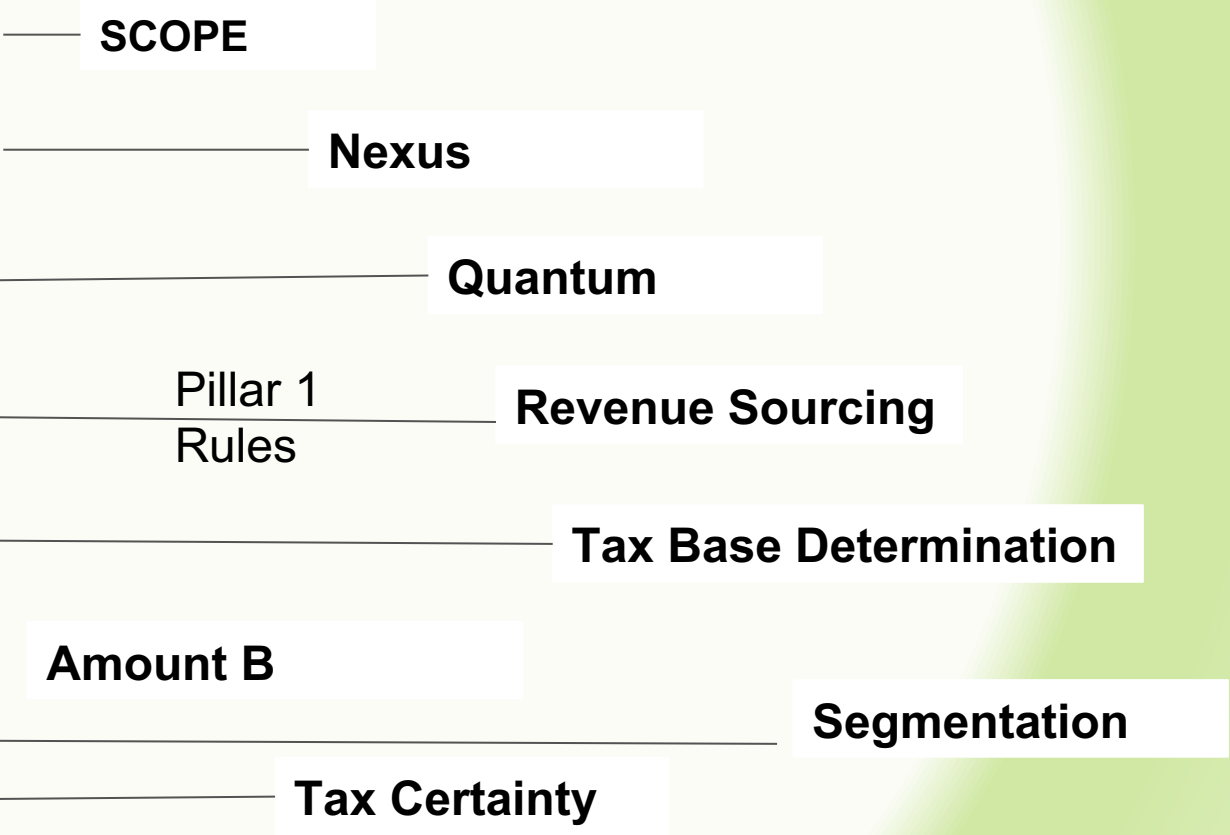 SCOPE
Nexus
Quantum
Pillar 1
Rules
Revenue Sourcing
Tax Base Determination
Amount B
Segmentation
Tax Certainty